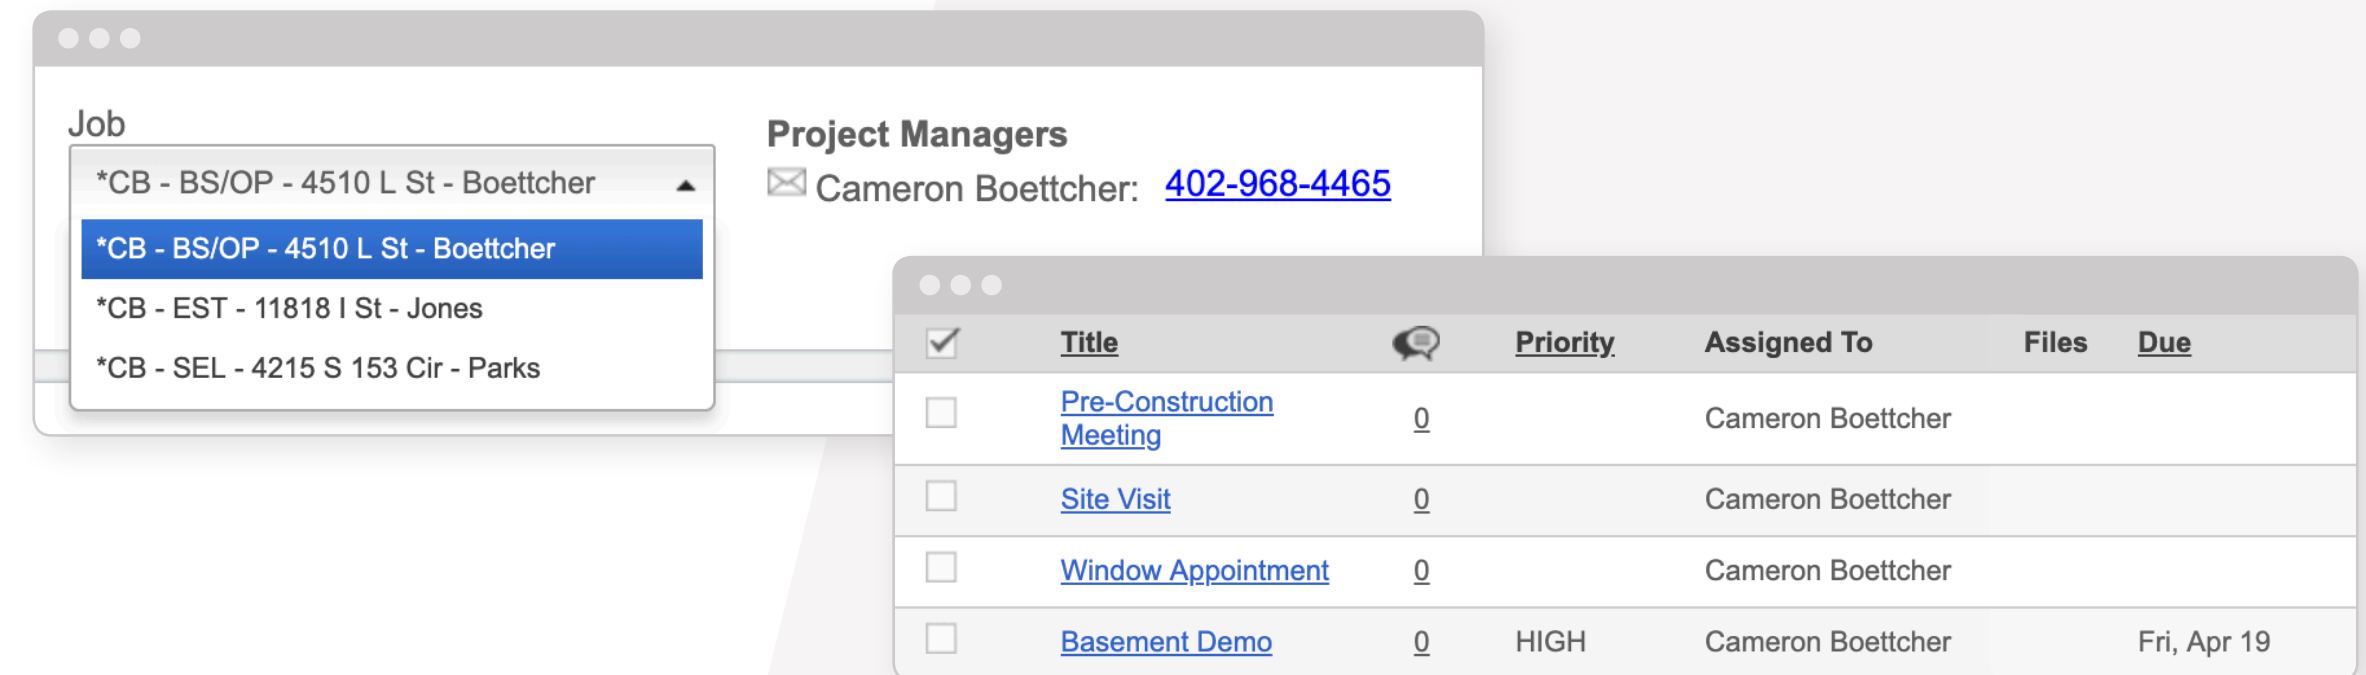 Job
*CB - BS/OP - 4510 L St - Boettcher
*CB - BS/OP - 4510 L St - Boettcher
*CB - EST - 11818 I St - Jones
*CB - SEL - 4215 S 153 Cir - Parks
Project Managers
Cameron Boettcher: 402-968-4465
Title Priority Assigned To Files Due
Pre-Construction
Meeting 0 Cameron Boettcher
Site Visit 0 Cameron Boettcher
Window Appointment 0 Cameron Boettcher
Basement Demo 0 HIGH Cameron Boettcher Fri, Apr 19